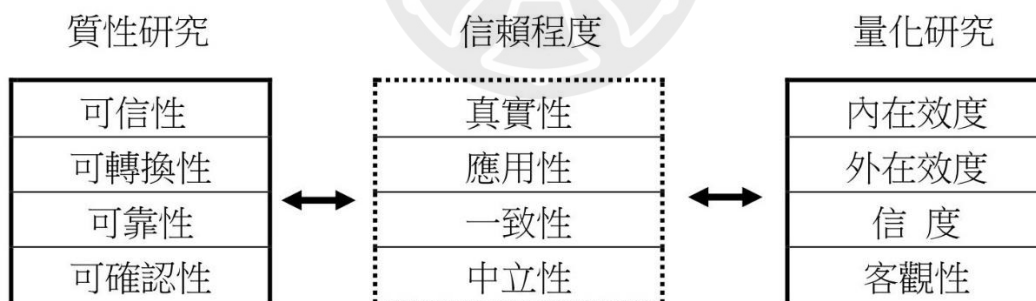 質性研究 信賴程度 量化研究
可信性 真實性 內在效度
可轉換性 應用性 外在效度
可靠性 一致性 信 度
可確認性 中立性 客觀性